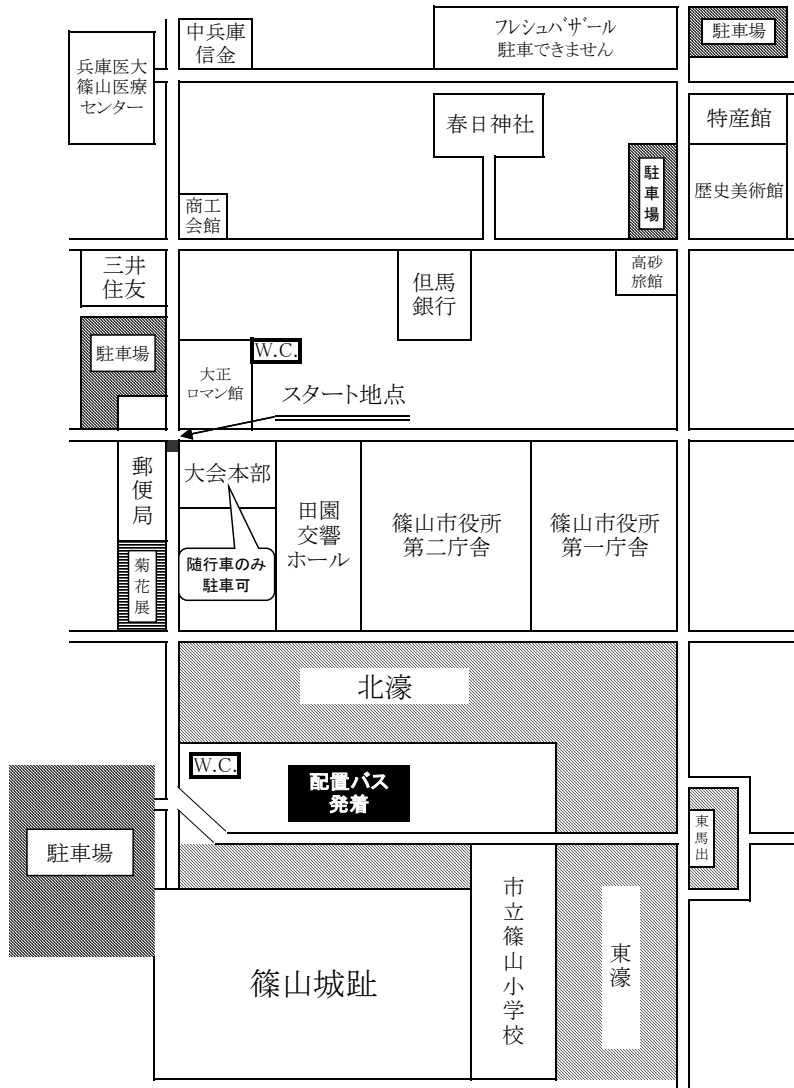 中兵庫
信金
フレシュバザール
駐車できません
駐車場
兵庫医大
篠山医療
センター
春日神社
特産館
駐車場
歴史美術館
商工
会館
三井
住友
但馬
銀行
高砂
旅館
駐車場
W.C.
大正
ロマン館
スタート地点
郵便局
大会本部
田園
交響
ホール
篠山市役所
第二庁舎
篠山市役所
第一庁舎
随行車のみ
駐車可
菊花展
北濠
W.C.
配置バス
発着
駐車場
東馬出
市立篠山小学校
東濠
篠山城趾